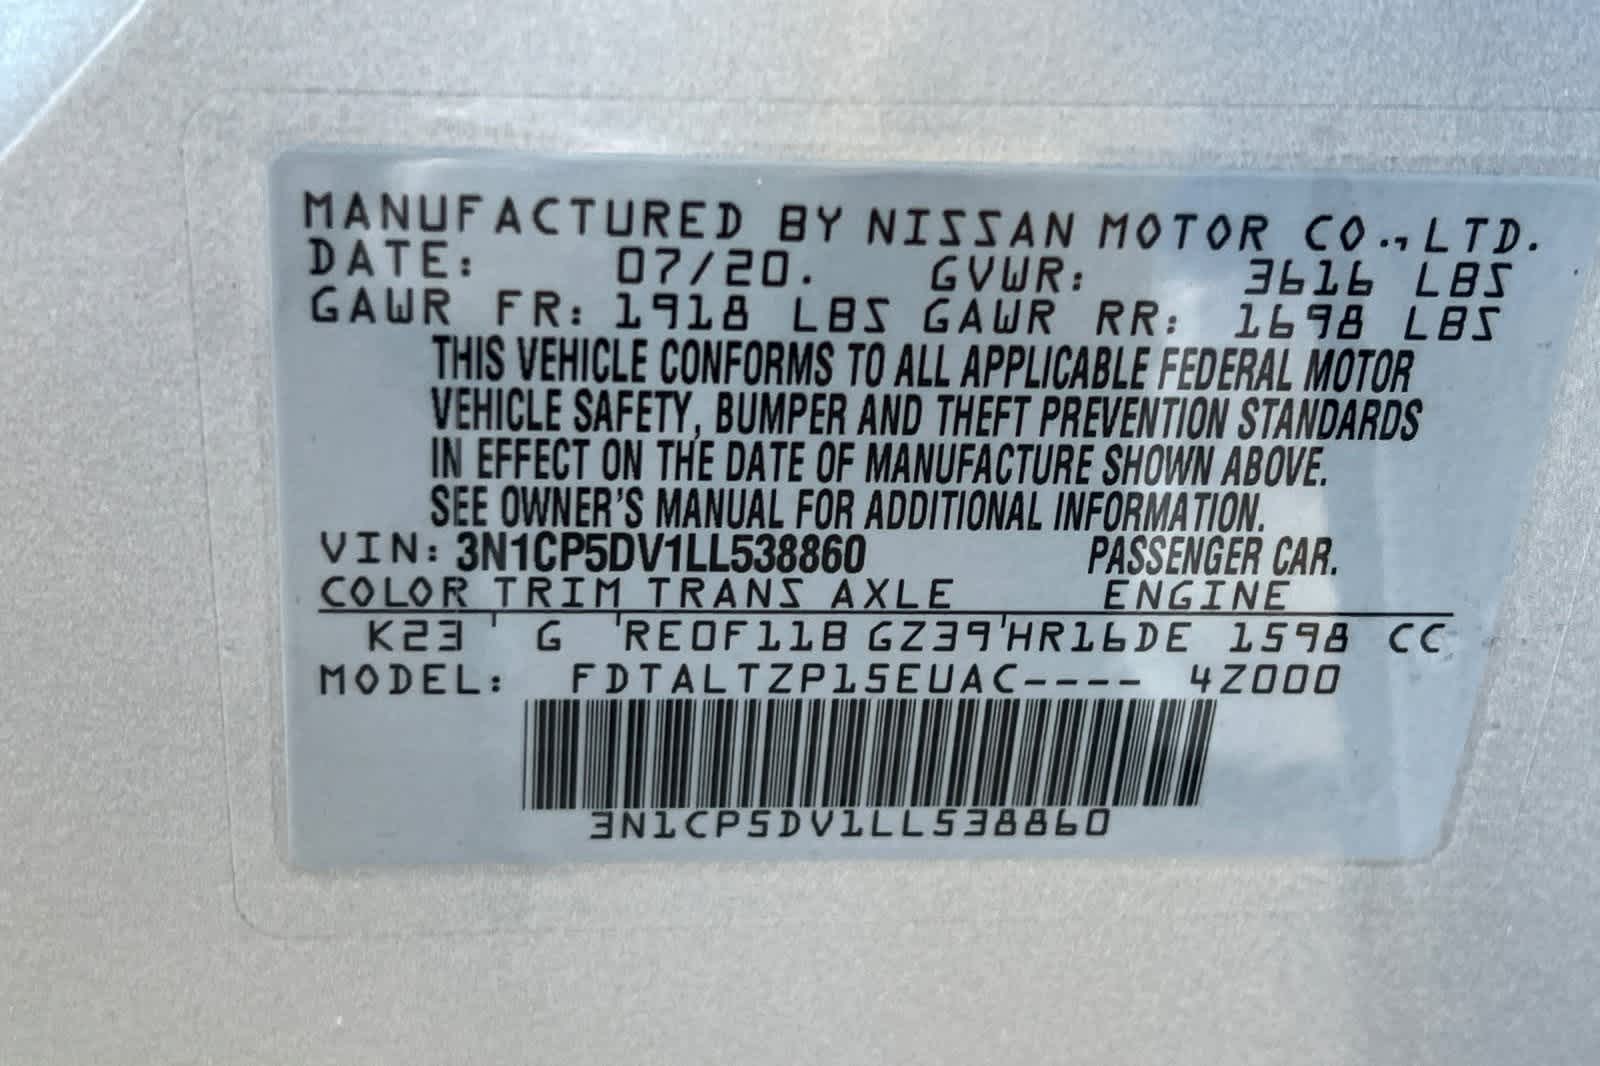 MANUFACTURED BY NISSAN MOTOR CO.,LTD.
DATE: 07/20. GVWR: 3616 LBS
GAWR FR: 1918 LBS GAWR RR: 1698 LBS
THIS VEHICLE CONFORMS TO ALL APPLICABLE FEDERAL MOTOR
VEHICLE SAFETY, BUMPER AND THEFT PREVENTION STANDARDS
IN EFFECT ON THE DATE OF MANUFACTURE SHOWN ABOVE.
SEE OWNER'S MANUAL FOR ADDITIONAL INFORMATION.
VIN: 3N1CP5DV1LL538860 PASSENGER CAR.
COLOR TRIM TRANS AXLE ENGINE
K23 ' G 'RE0F11B GZ39'HR16DE 1598 CC
MODEL: FDTALTZP15EUAC---- 4Z000
3N1CP5DV1LL538860